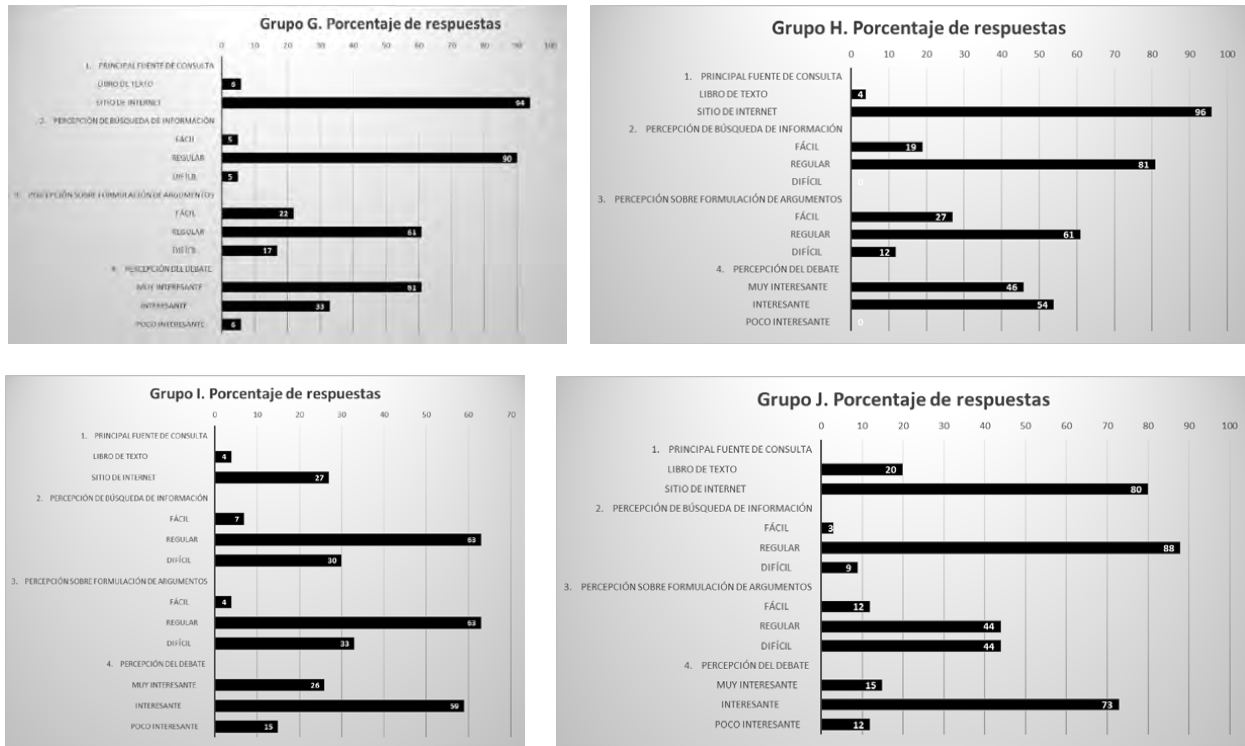 Grupo G. Porcentaje de respuestas
0 10 20 30 40 50 60 70 80 90 100
1. PRINCIPAL FUENTE DE CONSULTA
LIBRO DE TEXTO 6
SITIO DE INTERNET 94
2. PERCEPCIÓN DE BÚSQUEDA DE INFORMACIÓN
FÁCIL 5
REGULAR 90
DIFÍCIL 5
3. PERCEPCIÓN SOBRE FORMULACIÓN DE ARGUMENTOS
FÁCIL 22
REGULAR 61
DIFÍCIL 17
4. PERCEPCIÓN DEL DEBATE
MUY INTERESANTE 61
INTERESANTE 33
POCO INTERESANTE 6
Grupo H. Porcentaje de respuestas
0 10 20 30 40 50 60 70 80 90 100
1. PRINCIPAL FUENTE DE CONSULTA
LIBRO DE TEXTO 4
SITIO DE INTERNET 96
2. PERCEPCIÓN DE BÚSQUEDA DE INFORMACIÓN
FÁCIL 19
REGULAR 81
DIFÍCIL 0
3. PERCEPCIÓN SOBRE FORMULACIÓN DE ARGUMENTOS
FÁCIL 27
REGULAR 61
DIFÍCIL 12
4. PERCEPCIÓN DEL DEBATE
MUY INTERESANTE 46
INTERESANTE 54
POCO INTERESANTE 0
Grupo I. Porcentaje de respuestas
0 10 20 30 40 50 60 70
1. PRINCIPAL FUENTE DE CONSULTA
LIBRO DE TEXTO 4
SITIO DE INTERNET 27
2. PERCEPCIÓN DE BÚSQUEDA DE INFORMACIÓN
FÁCIL 7
REGULAR 63
DIFÍCIL 30
3. PERCEPCIÓN SOBRE FORMULACIÓN DE ARGUMENTOS
FÁCIL 4
REGULAR 63
DIFÍCIL 33
4. PERCEPCIÓN DEL DEBATE
MUY INTERESANTE 26
INTERESANTE 59
POCO INTERESANTE 15
Grupo J. Porcentaje de respuestas
0 10 20 30 40 50 60 70 80 90 100
1. PRINCIPAL FUENTE DE CONSULTA
LIBRO DE TEXTO 20
SITIO DE INTERNET 80
2. PERCEPCIÓN DE BÚSQUEDA DE INFORMACIÓN
FÁCIL 3
REGULAR 88
DIFÍCIL 9
3. PERCEPCIÓN SOBRE FORMULACIÓN DE ARGUMENTOS
FÁCIL 12
REGULAR 44
DIFÍCIL 44
4. PERCEPCIÓN DEL DEBATE
MUY INTERESANTE 15
INTERESANTE 73
POCO INTERESANTE 12